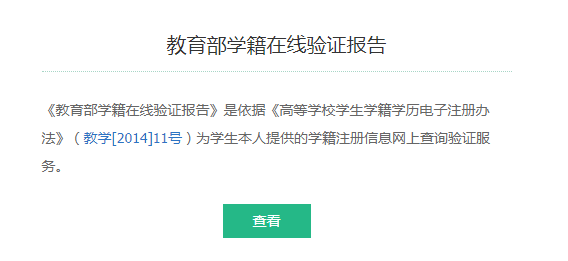 教育部学籍在线验证报告
《教育部学籍在线验证报告》是依据《高等学校学生学籍学历电子注册办
法》（教学[2014]11号）为学生本人提供的学籍注册信息网上查询验证服
务。
查看